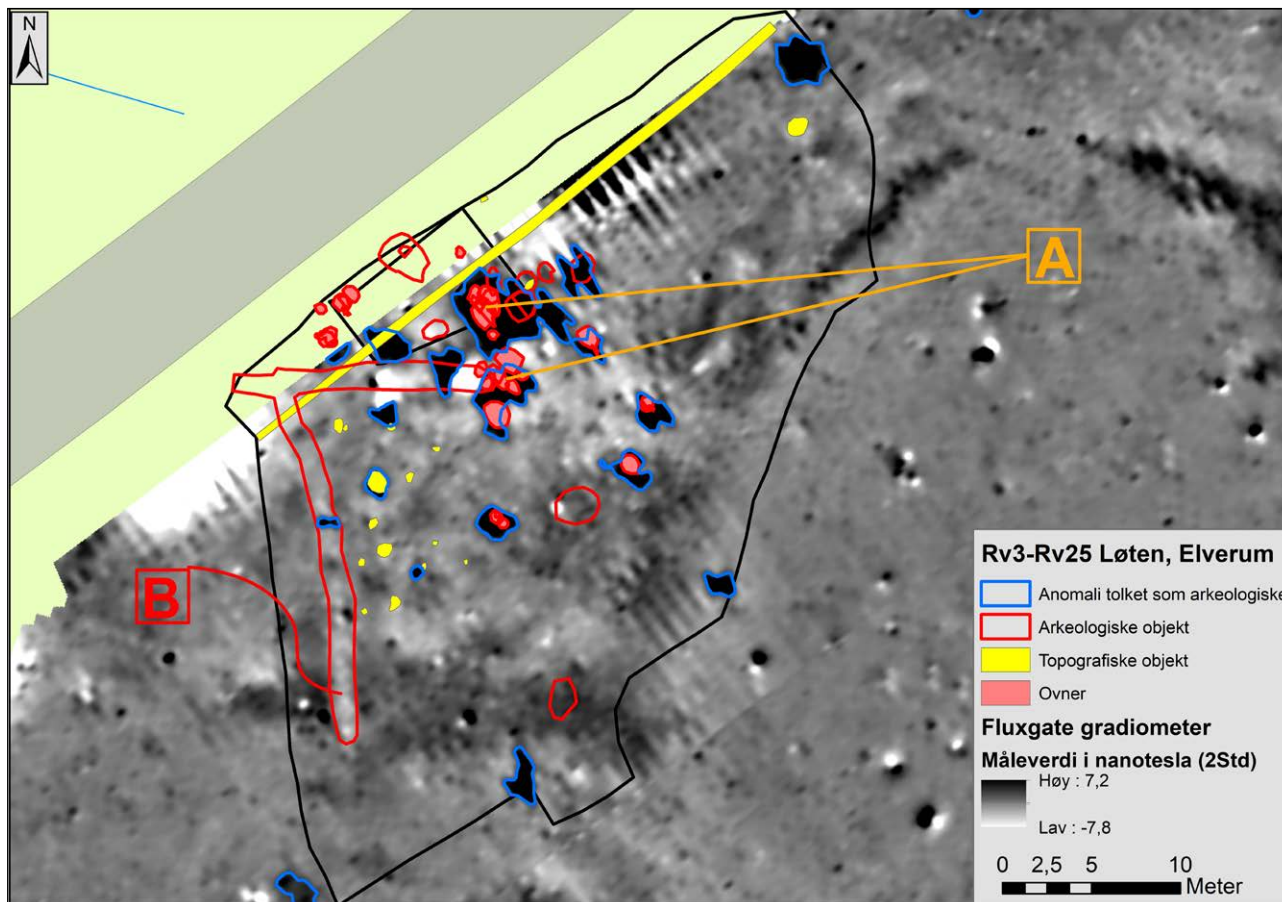 N
A
B
Rv3-Rv25 Løten, Elverum
Anomali tolket som arkeologiske
Arkeologiske objekt
Topografiske objekt
Ovner
Fluxgate gradiometer
Måleverdi i nanotesla (2Std)
Høy : 7,2
Lav : -7,8
0 2,5 5 10
Meter